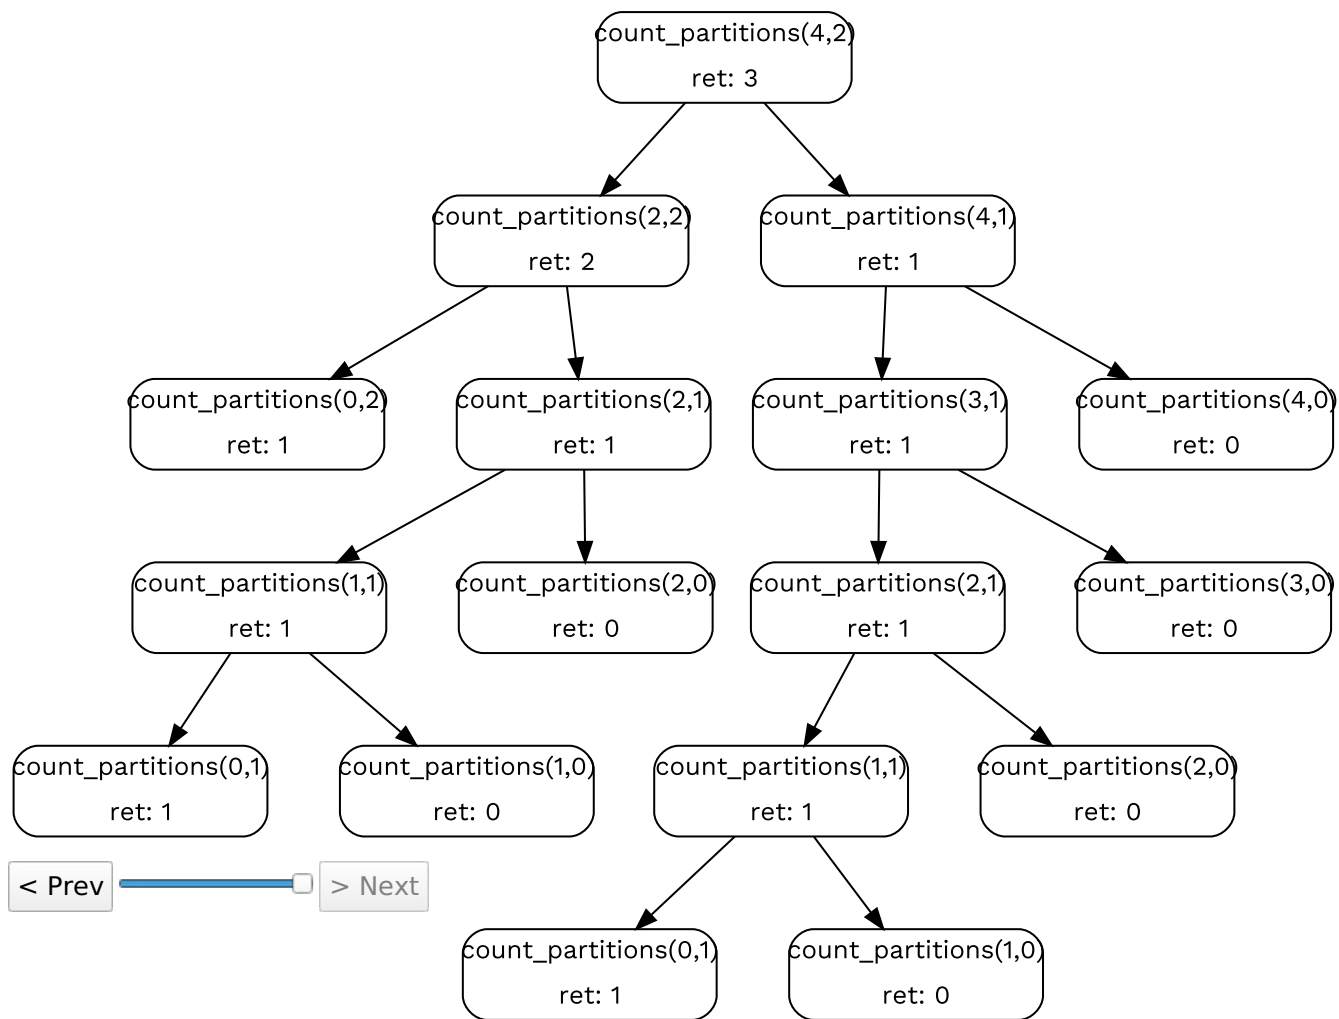 count_partitions(4,2)
ret: 3
count_partitions(2,2)
ret: 2
count_partitions(4,1)
ret: 1
count_partitions(0,2)
ret: 1
count_partitions(2,1)
ret: 1
count_partitions(3,1)
ret: 1
count_partitions(4,0)
ret: 0
count_partitions(1,1)
ret: 1
count_partitions(2,0)
ret: 0
count_partitions(2,1)
ret: 1
count_partitions(3,0)
ret: 0
count_partitions(0,1)
ret: 1
count_partitions(1,0)
ret: 0
count_partitions(1,1)
ret: 1
count_partitions(2,0)
ret: 0
< Prev
> Next
count_partitions(0,1)
ret: 1
count_partitions(1,0)
ret: 0